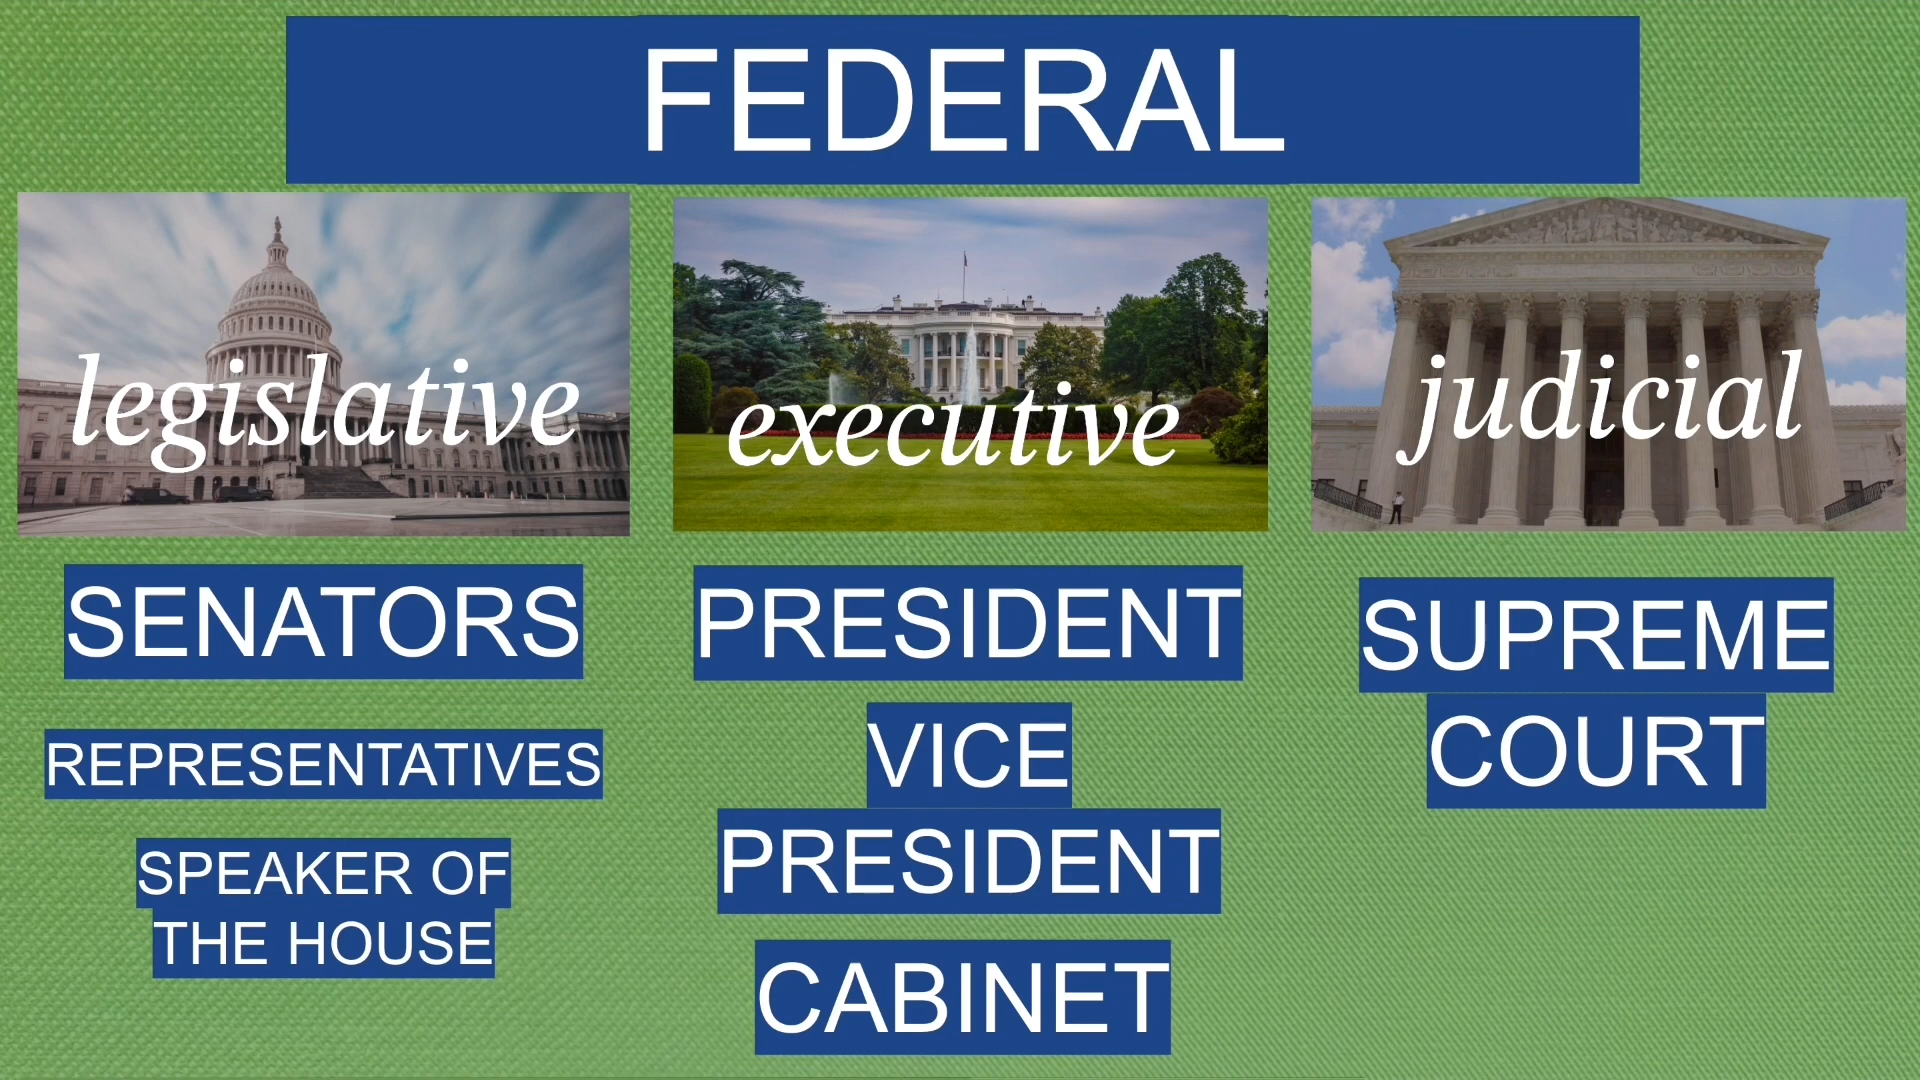 FEDERAL
legislative
executive
judicial
SENATORS
REPRESENTATIVES
SPEAKER OF
THE HOUSE
PRESIDENT
VICE
PRESIDENT
CABINET
SUPREME
COURT